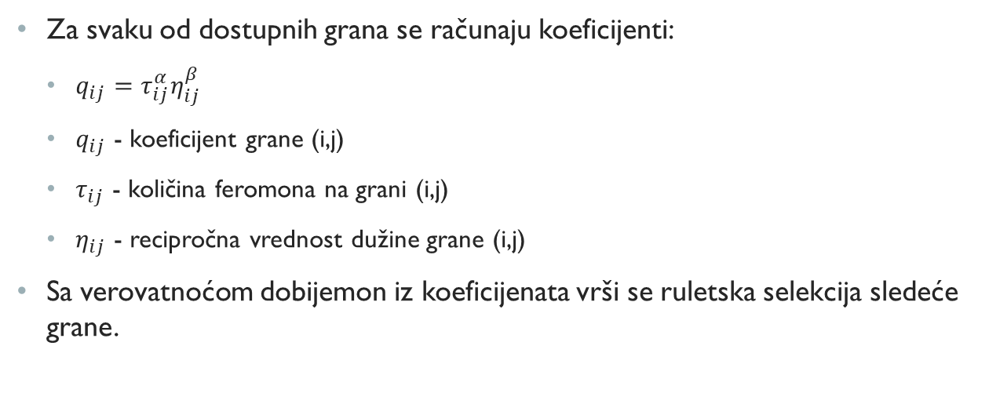 • Za svaku od dostupnih grana se računaju koeficijenti:
• $q_{ij} = \tau_{ij}^{\alpha} \eta_{ij}^{\beta}$
• $q_{ij}$ - koeficijent grane (i,j)
• $\tau_{ij}$ - količina feromona na grani (i,j)
• $\eta_{ij}$ - recipročna vrednost dužine grane (i,j)
• Sa verovatnoćom dobijemon iz koeficijenata vrši se ruletska selekcija sledeće
grane.